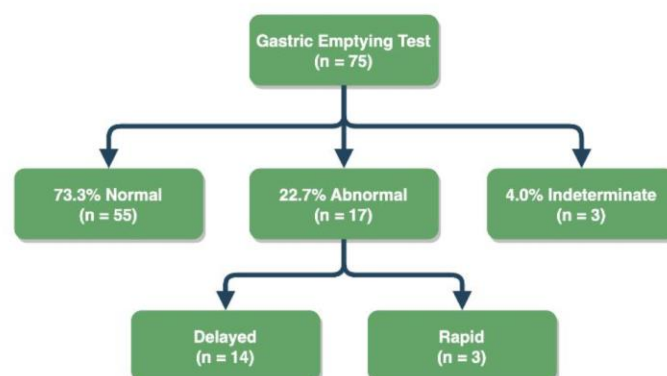 Gastric Emptying Test
(n = 75)
73.3% Normal
(n = 55)
22.7% Abnormal
(n = 17)
4.0% Indeterminate
(n = 3)
Delayed
(n = 14)
Rapid
(n = 3)